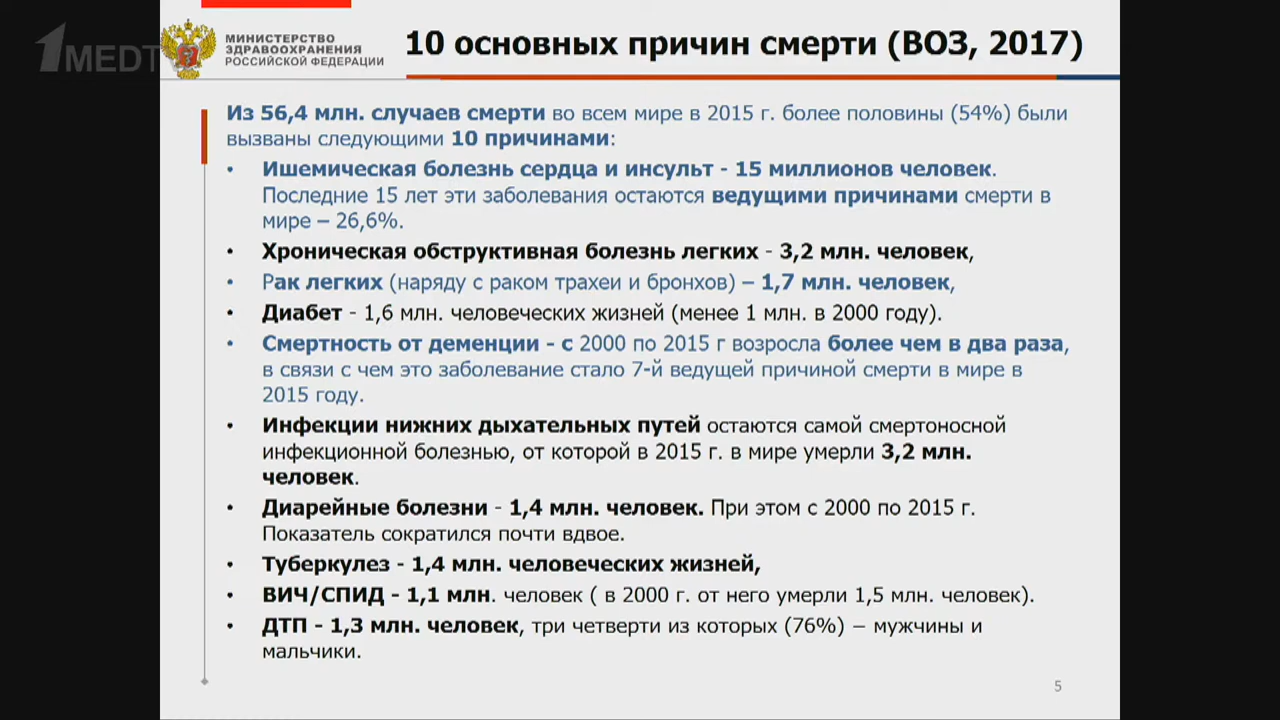 1MEDTV
МИНИСТЕРСТВО
ЗДРАВООХРАНЕНИЯ
РОССИЙСКОЙ ФЕДЕРАЦИИ
10 основных причин смерти (ВОЗ, 2017)
Из 56,4 млн. случаев смерти во всем мире в 2015 г. более половины (54%) были
вызваны следующими 10 причинами:
• Ишемическая болезнь сердца и инсульт - 15 миллионов человек.
Последние 15 лет эти заболевания остаются ведущими причинами смерти в
мире – 26,6%.
• Хроническая обструктивная болезнь легких - 3,2 млн. человек,
• Рак легких (наряду с раком трахеи и бронхов) – 1,7 млн. человек,
• Диабет - 1,6 млн. человеческих жизней (менее 1 млн. в 2000 году).
• Смертность от деменции - с 2000 по 2015 г возросла более чем в два раза,
в связи с чем это заболевание стало 7-й ведущей причиной смерти в мире в
2015 году.
• Инфекции нижних дыхательных путей остаются самой смертоносной
инфекционной болезнью, от которой в 2015 г. в мире умерли 3,2 млн.
человек.
• Диарейные болезни - 1,4 млн. человек. При этом с 2000 по 2015 г.
Показатель сократился почти вдвое.
• Туберкулез - 1,4 млн. человеческих жизней,
• ВИЧ/СПИД - 1,1 млн. человек ( в 2000 г. от него умерли 1,5 млн. человек).
• ДТП - 1,3 млн. человек, три четверти из которых (76%) – мужчины и
мальчики.
5